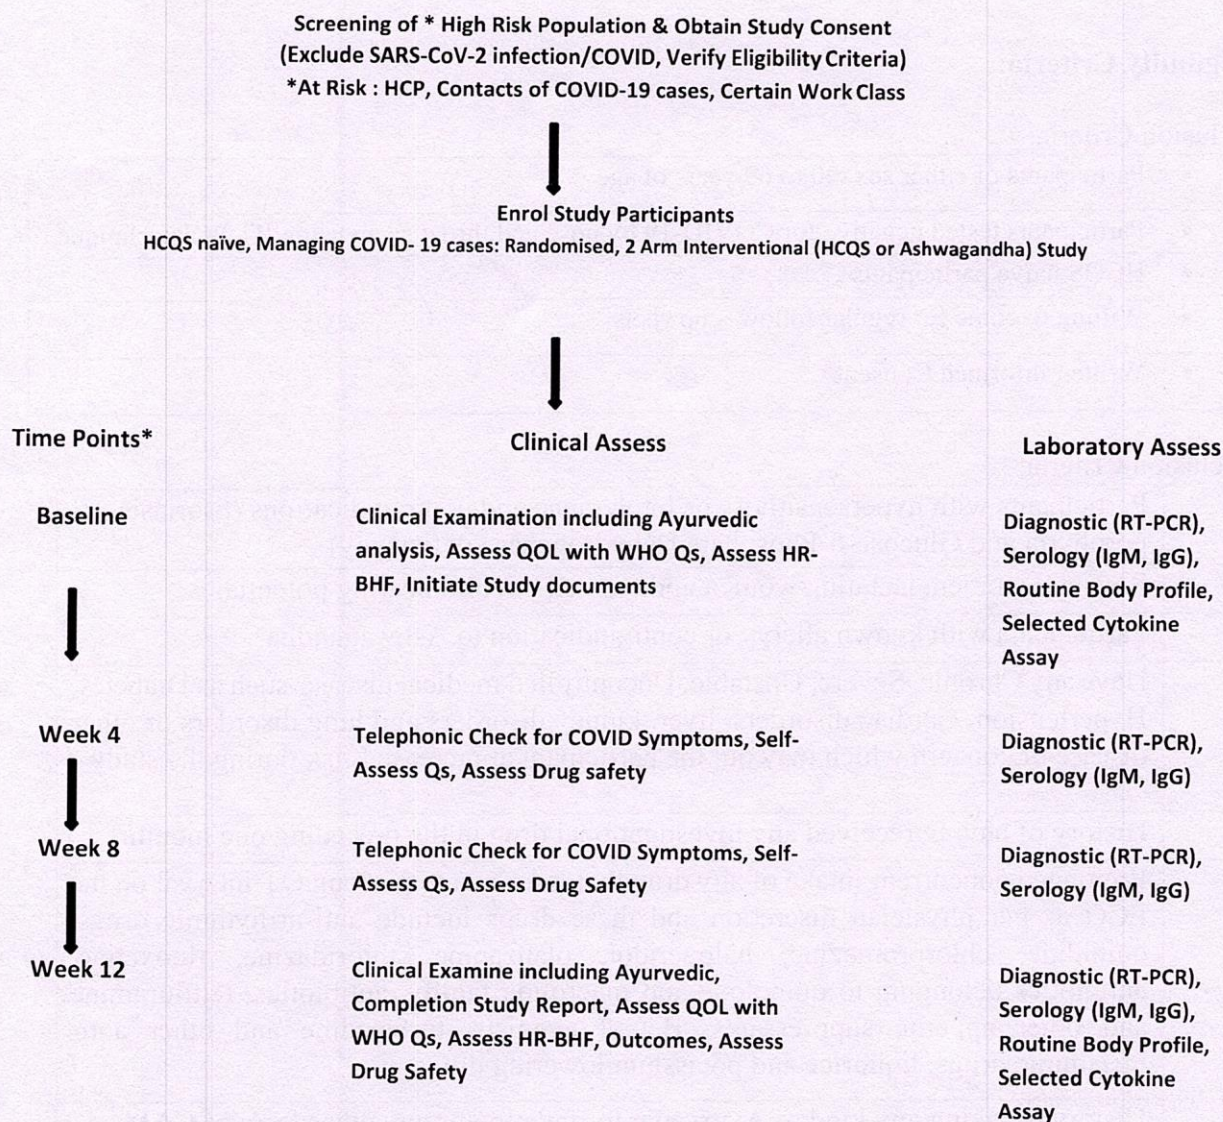 Screening of * High Risk Population & Obtain Study Consent
(Exclude SARS-CoV-2 infection/COVID, Verify Eligibility Criteria)
*At Risk : HCP, Contacts of COVID-19 cases, Certain Work Class
Enrol Study Participants
HCQS naïve, Managing COVID- 19 cases: Randomised, 2 Arm Interventional (HCQS or Ashwagandha) Study
Time Points*
Clinical Assess
Laboratory Assess
Baseline
Clinical Examination including Ayurvedic
analysis, Assess QOL with WHO Qs, Assess HR-
BHF, Initiate Study documents
Diagnostic (RT-PCR),
Serology (IgM, IgG),
Routine Body Profile,
Selected Cytokine
Assay
Week 4
Telephonic Check for COVID Symptoms, Self-
Assess Qs, Assess Drug safety
Diagnostic (RT-PCR),
Serology (IgM, IgG)
Week 8
Telephonic Check for COVID Symptoms, Self-
Assess Qs, Assess Drug Safety
Diagnostic (RT-PCR),
Serology (IgM, IgG)
Week 12
Clinical Examine including Ayurvedic,
Completion Study Report, Assess QOL with
WHO Qs, Assess HR-BHF, Outcomes, Assess
Drug Safety
Diagnostic (RT-PCR),
Serology (IgM, IgG),
Routine Body Profile,
Selected Cytokine
Assay